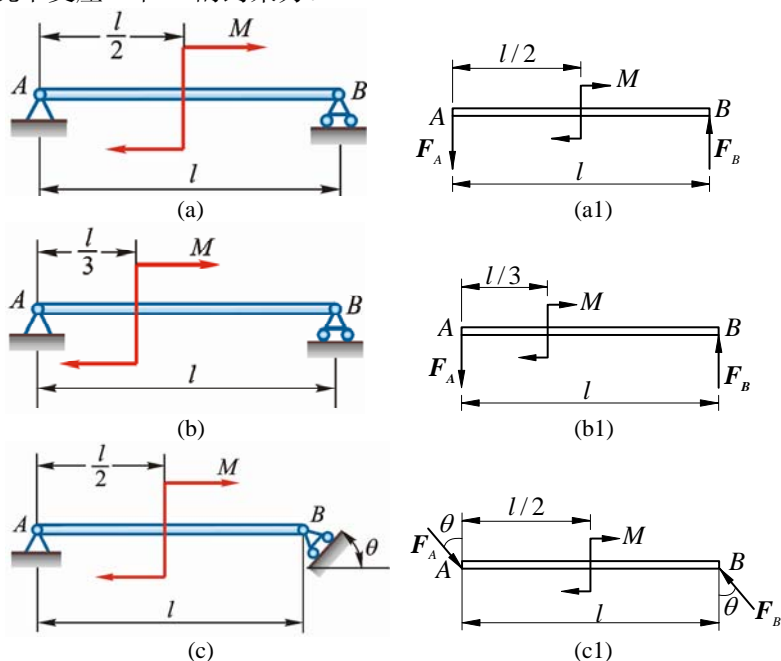 l/2 M l/2 M
A B A B
F_A F_B
l l
(a) (a1)
l/3 M l/3 M
A B A B
F_A F_B
l l
(b) (b1)
l/2 M l/2 M
A B θ θ F_A A B
θ F_B
l l
(c) (c1)